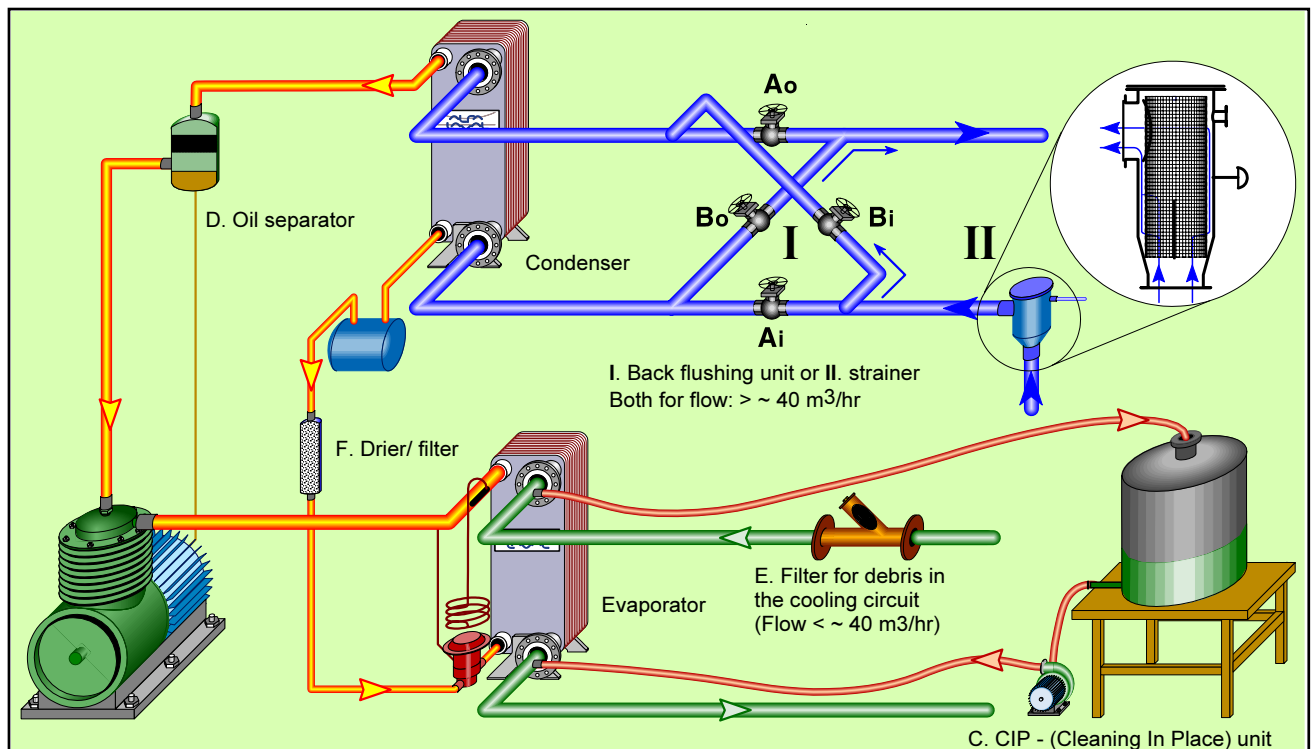 Ao
D. Oil separator
Bo
I
Bi
II
Condenser
Ai
I. Back flushing unit or II. strainer
Both for flow: > ~ 40 m3/hr
F. Drier/ filter
E. Filter for debris in
the cooling circuit
(Flow < ~ 40 m3/hr)
Evaporator
C. CIP - (Cleaning In Place) unit